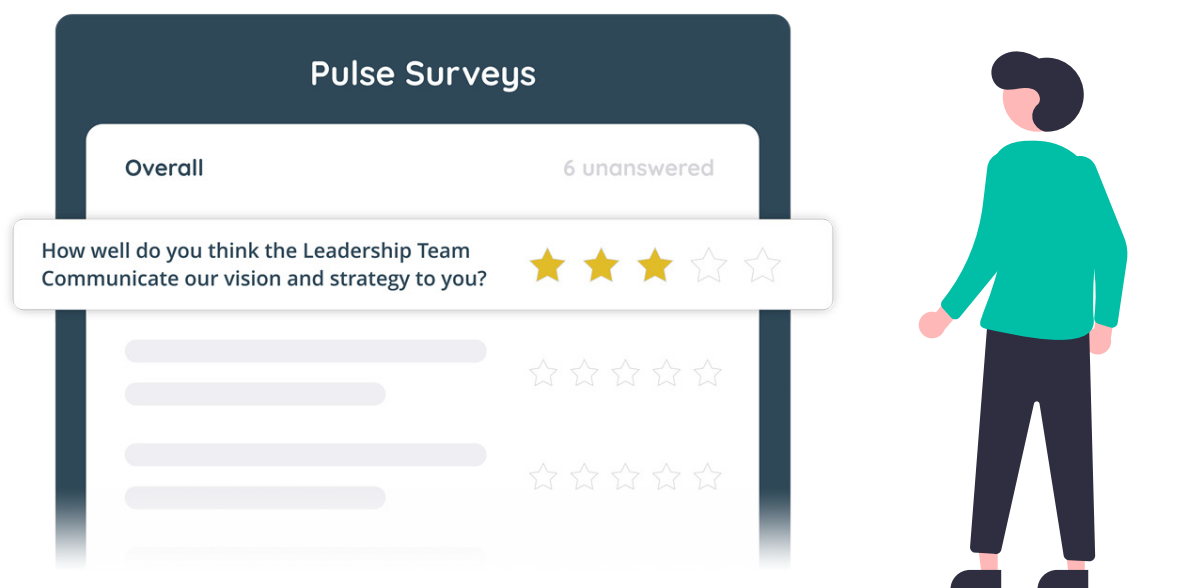 Pulse Surveys
Overall
6 unanswered
How well do you think the Leadership Team
Communicate our vision and strategy to you?